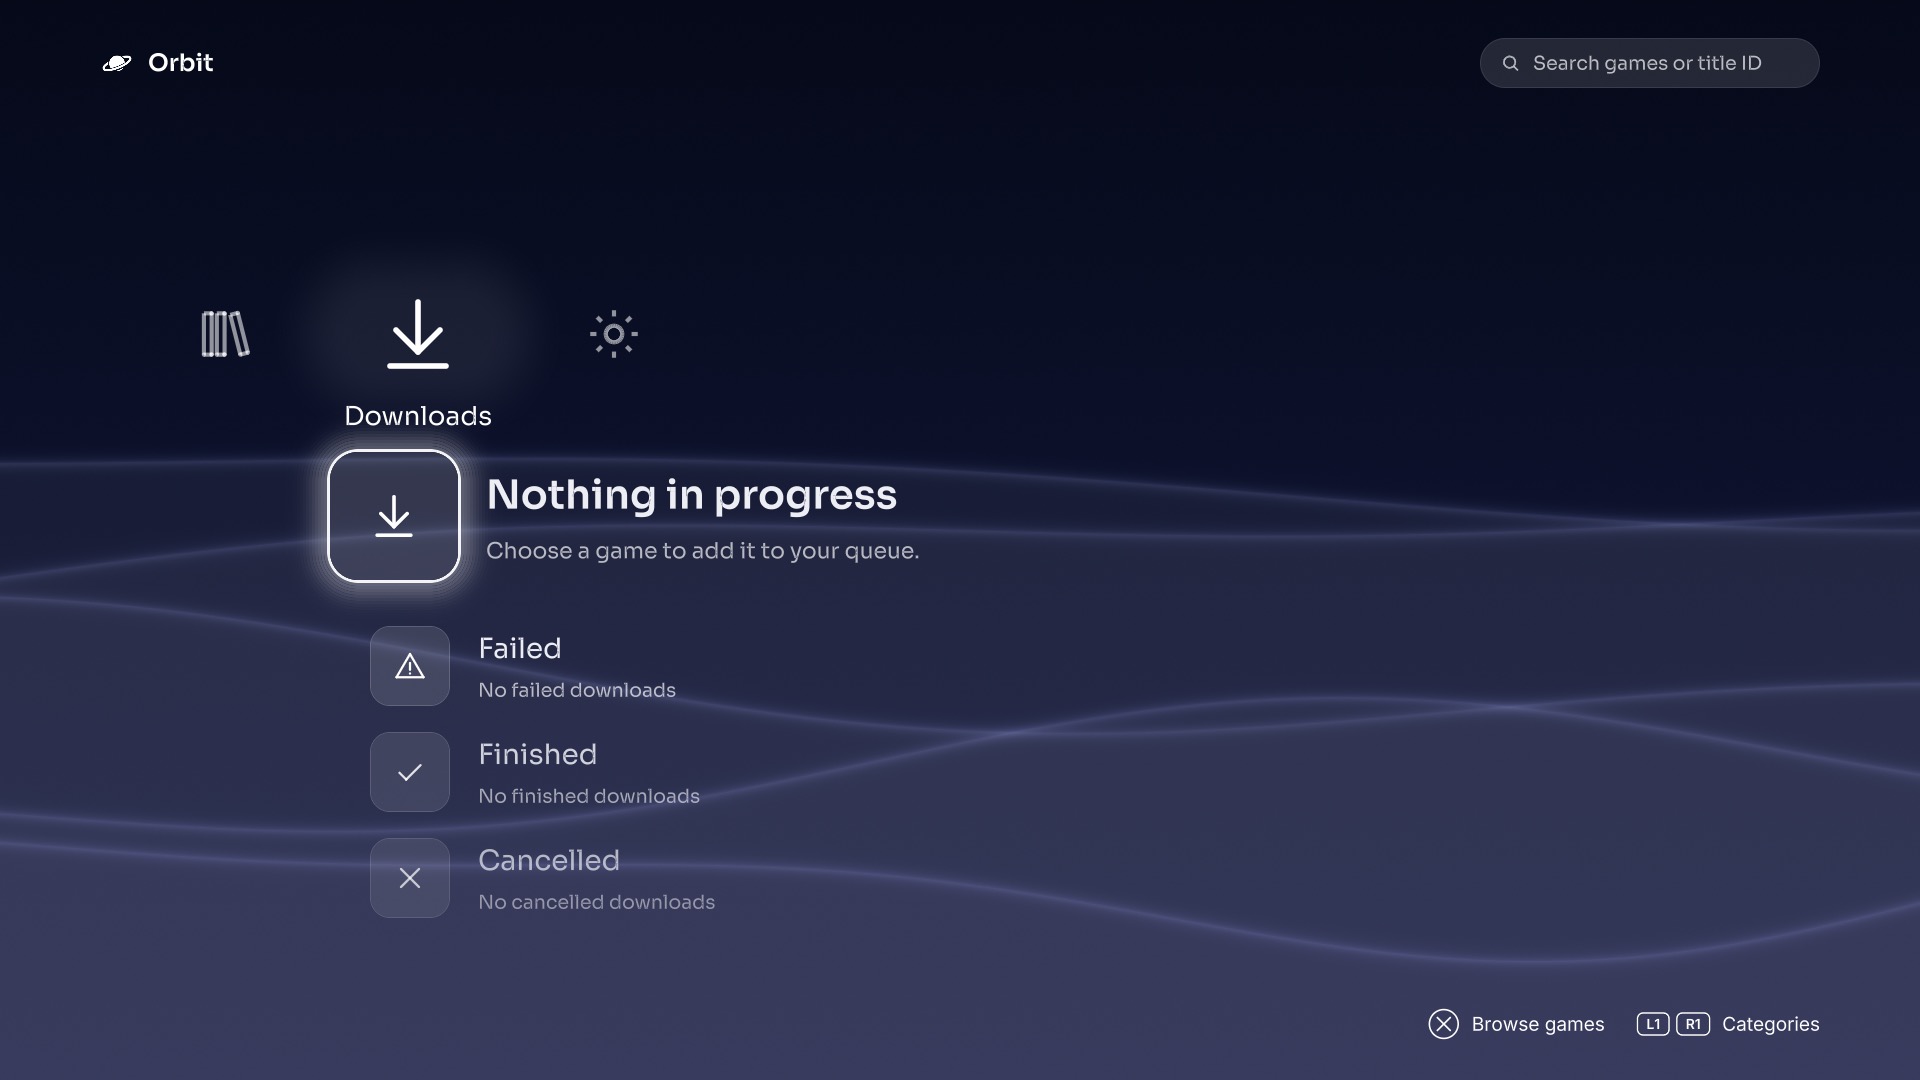 Orbit
Search games or title ID
Downloads
Nothing in progress
Choose a game to add it to your queue.
Failed
No failed downloads
Finished
No finished downloads
Cancelled
No cancelled downloads
Browse games
L1 R1 Categories